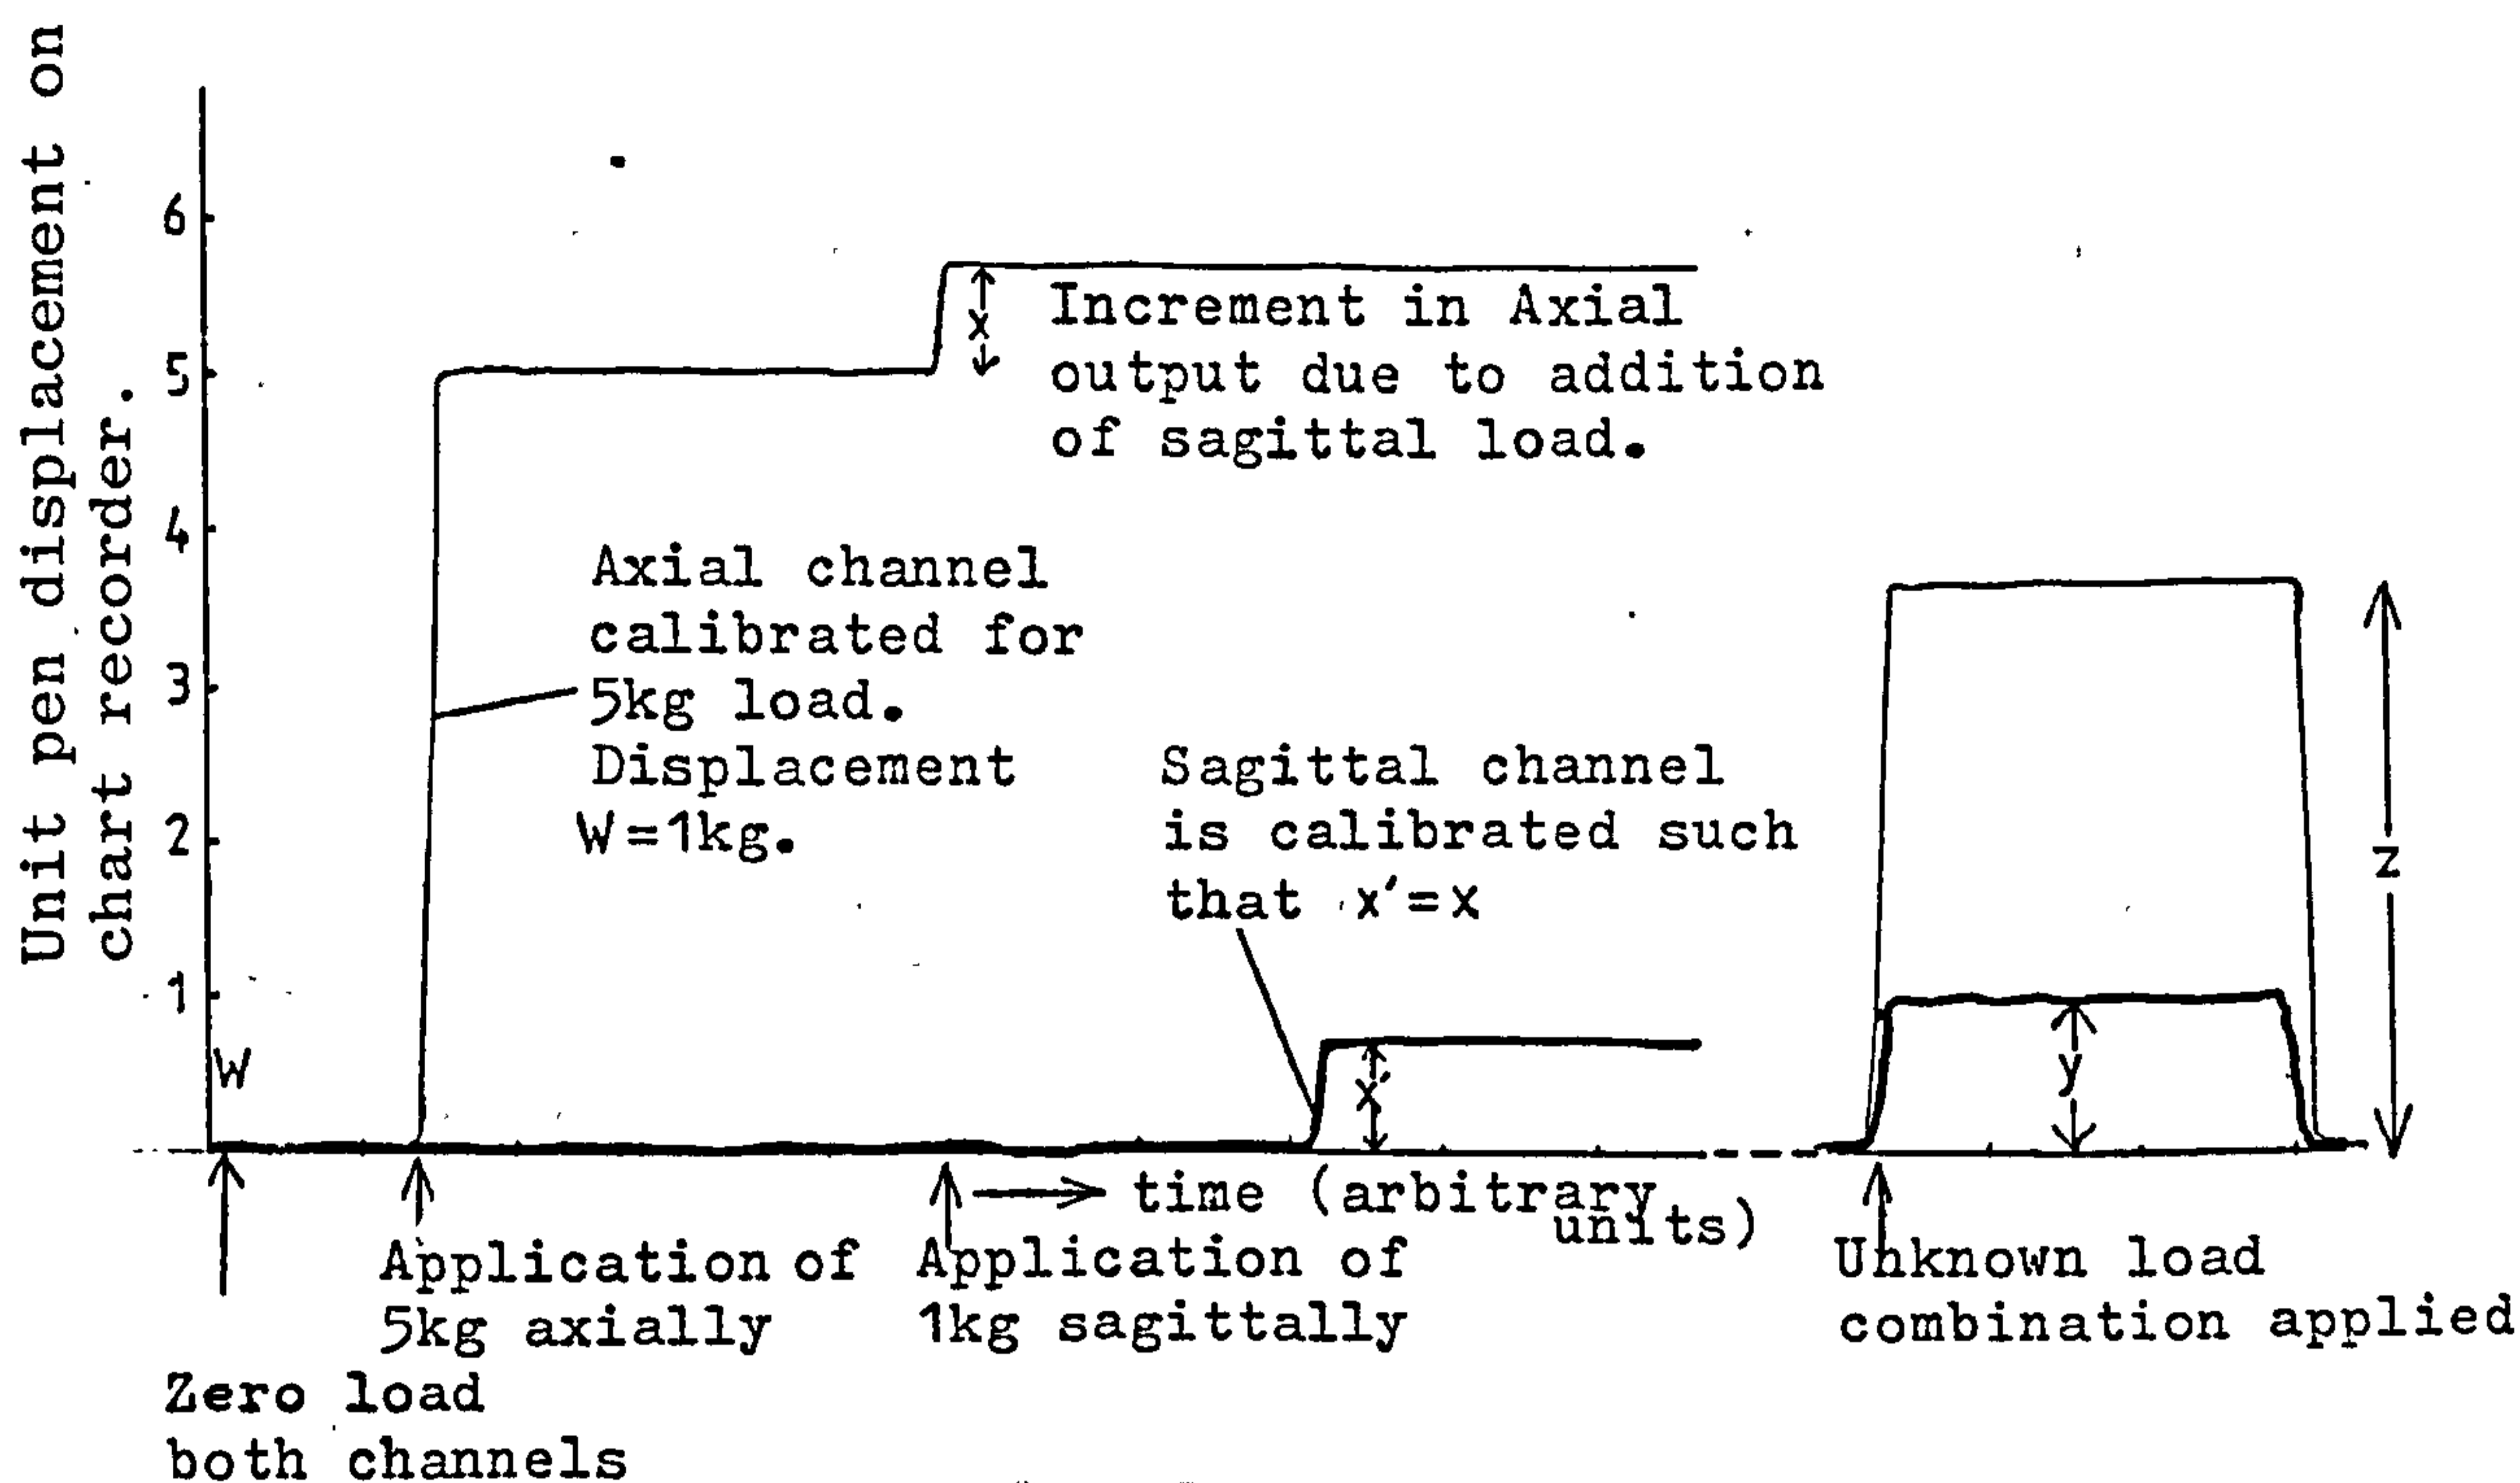 Unit pen displacement on
chart recorder.
6
5
4
3
2
1
W
x
Increment in Axial
output due to addition
of sagittal load.
Axial channel
calibrated for
5kg load.
Displacement
W=1kg.
Sagittal channel
is calibrated such
that x′=x
x′
y
z
time (arbitrary
units)
Application of
5kg axially
Application of
1kg sagittally
Unknown load
combination applied
Zero load
both channels